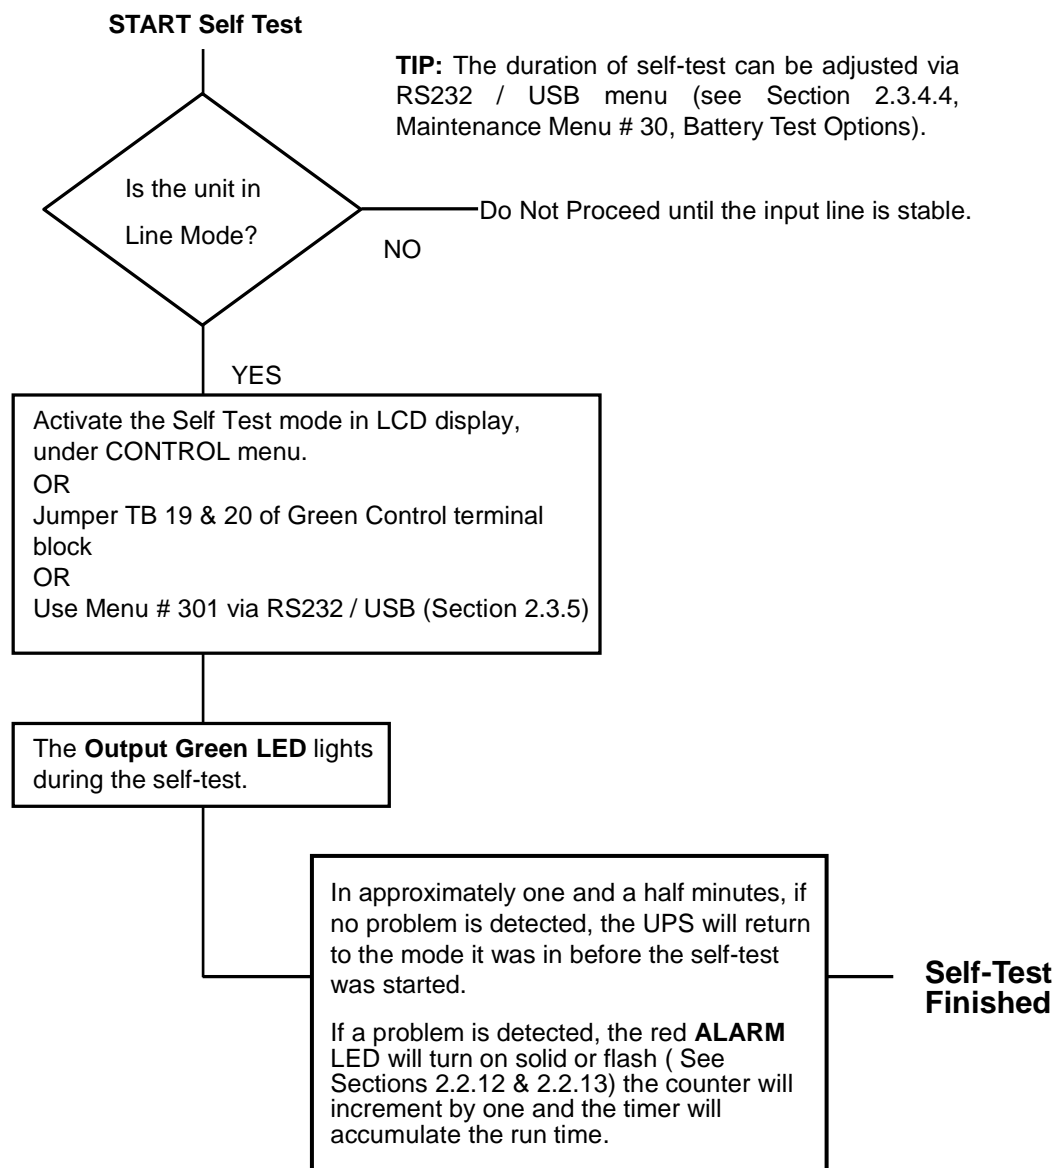 START Self Test
TIP: The duration of self-test can be adjusted via
RS232 / USB menu (see Section 2.3.4.4,
Maintenance Menu # 30, Battery Test Options).
Is the unit in
Line Mode?
Do Not Proceed until the input line is stable.
NO
YES
Activate the Self Test mode in LCD display,
under CONTROL menu.
OR
Jumper TB 19 & 20 of Green Control terminal
block
OR
Use Menu # 301 via RS232 / USB (Section 2.3.5)
The Output Green LED lights
during the self-test.
In approximately one and a half minutes, if
no problem is detected, the UPS will return
to the mode it was in before the self-test
was started.
If a problem is detected, the red ALARM
LED will turn on solid or flash ( See
Sections 2.2.12 & 2.2.13) the counter will
increment by one and the timer will
accumulate the run time.
Self-Test
Finished